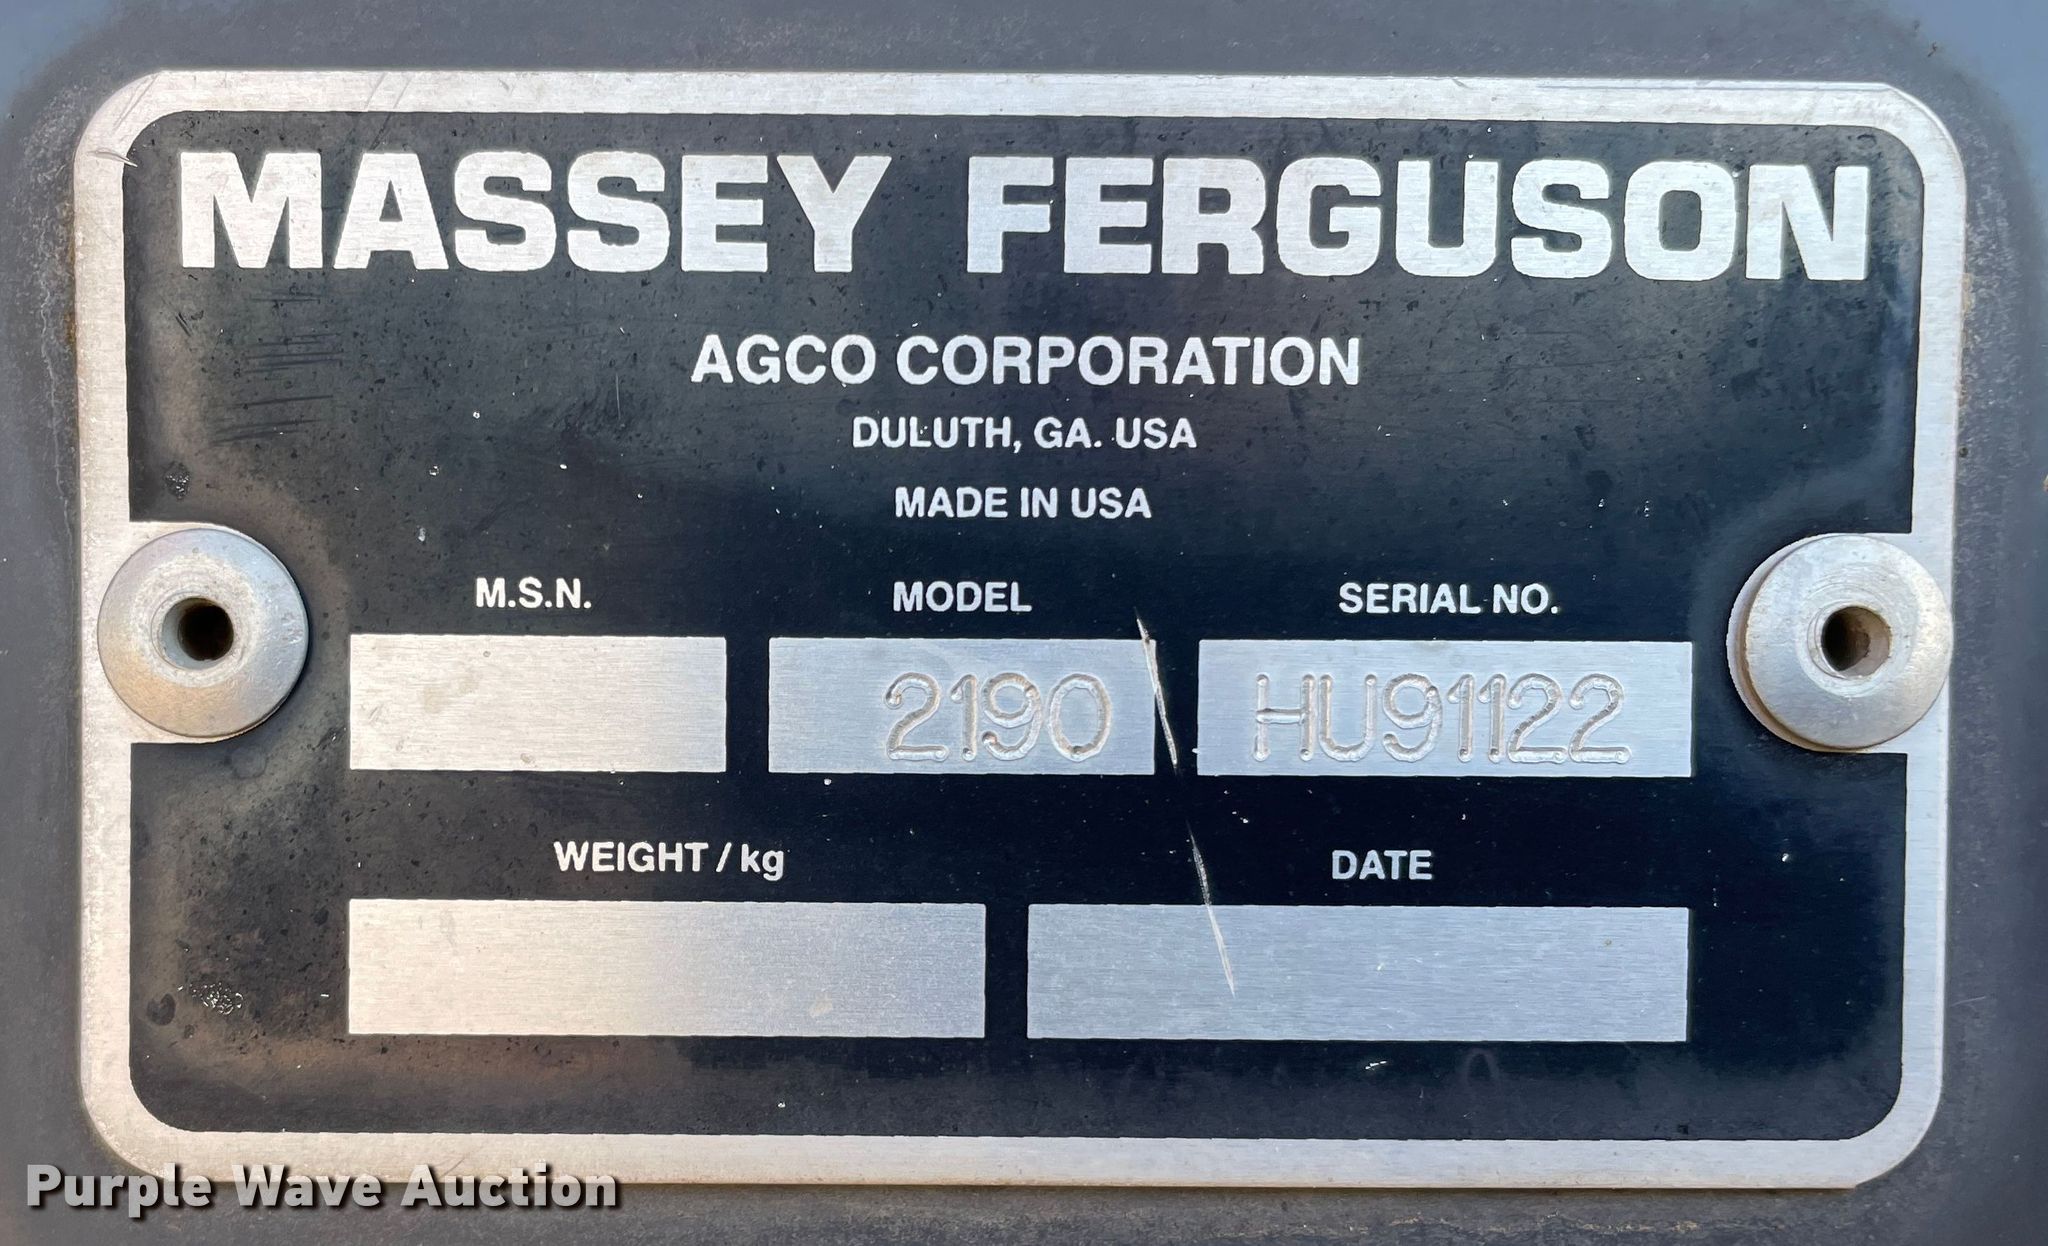 MASSEY FERGUSON
AGCO CORPORATION
DULUTH, GA. USA
MADE IN USA
M.S.N. MODEL SERIAL NO.
2190 HU91122
WEIGHT / kg DATE
Purple Wave Auction